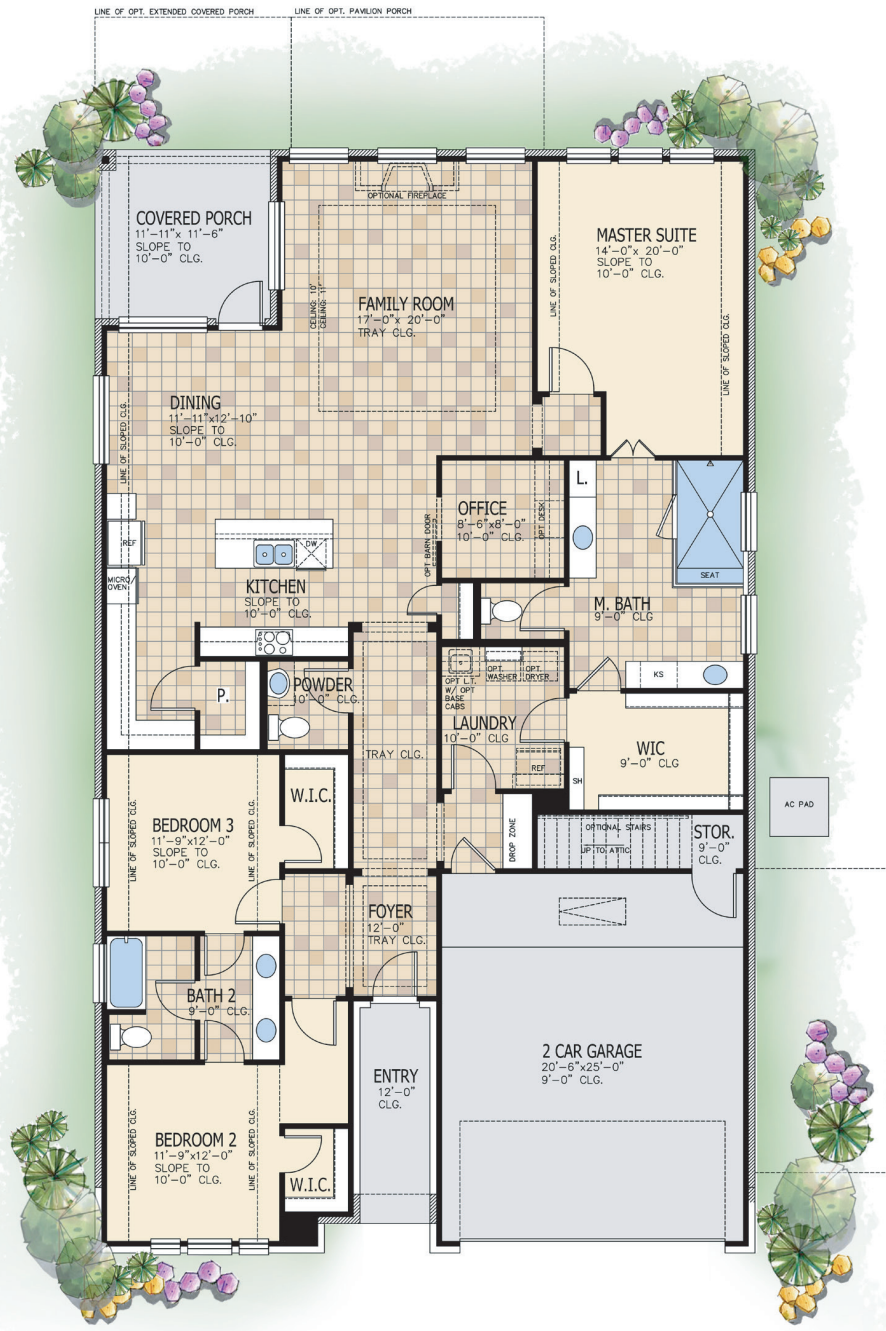 LINE OF OPT. EXTENDED COVERED PORCH
LINE OF OPT. PAVILION PORCH
OPTIONAL FIREPLACE
COVERED PORCH
11'-11"x 11'-6"
SLOPE TO
10'-0" CLG.
FAMILY ROOM
17'-0"x 20'-0"
TRAY CLG.
CEILING: 10'
CEILING: 11'
MASTER SUITE
14'-0"x 20'-0"
SLOPE TO
10'-0" CLG.
LINE OF SLOPED CLG.
LINE OF SLOPED CLG.
DINING
11'-11"x12'-10"
SLOPE TO
10'-0" CLG.
LINE OF SLOPED CLG.
OFFICE
8'-6"x8'-0"
10'-0" CLG.
OPT DESK
OPT BARN DOOR
L.
SEAT
REF
MICRO/
OVEN
DW
KITCHEN
SLOPE TO
10'-0" CLG.
M. BATH
9'-0" CLG
KS
P.
POWDER
10'-0" CLG.
OPT L.T.
W/ OPT
BASE
CABS
OPT.
WASHER
OPT.
DRYER
LAUNDRY
10'-0" CLG
REF
WIC
9'-0" CLG
SH
TRAY CLG.
DROP ZONE
OPTIONAL STAIRS
UP TO ATTIC
STOR.
9'-0"
CLG.
AC PAD
BEDROOM 3
11'-9"x12'-0"
SLOPE TO
10'-0" CLG.
LINE OF SLOPED CLG.
LINE OF SLOPED CLG.
W.I.C.
FOYER
12'-0"
TRAY CLG.
BATH 2
9'-0" CLG.
ENTRY
12'-0"
CLG.
2 CAR GARAGE
20'-6"x25'-0"
9'-0" CLG.
BEDROOM 2
11'-9"x12'-0"
SLOPE TO
10'-0" CLG.
LINE OF SLOPED CLG.
LINE OF SLOPED CLG.
W.I.C.